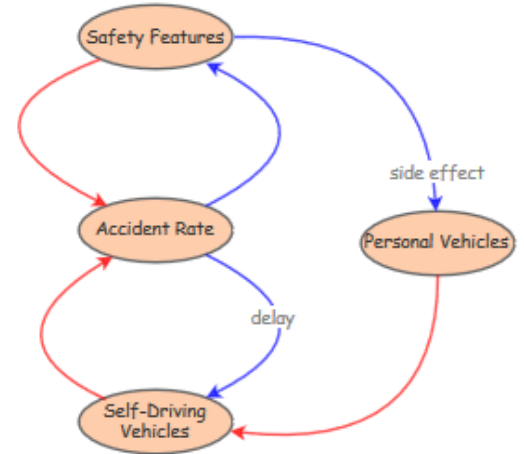 Safety Features
side effect
Accident Rate
Personal Vehicles
delay
Self-Driving
Vehicles